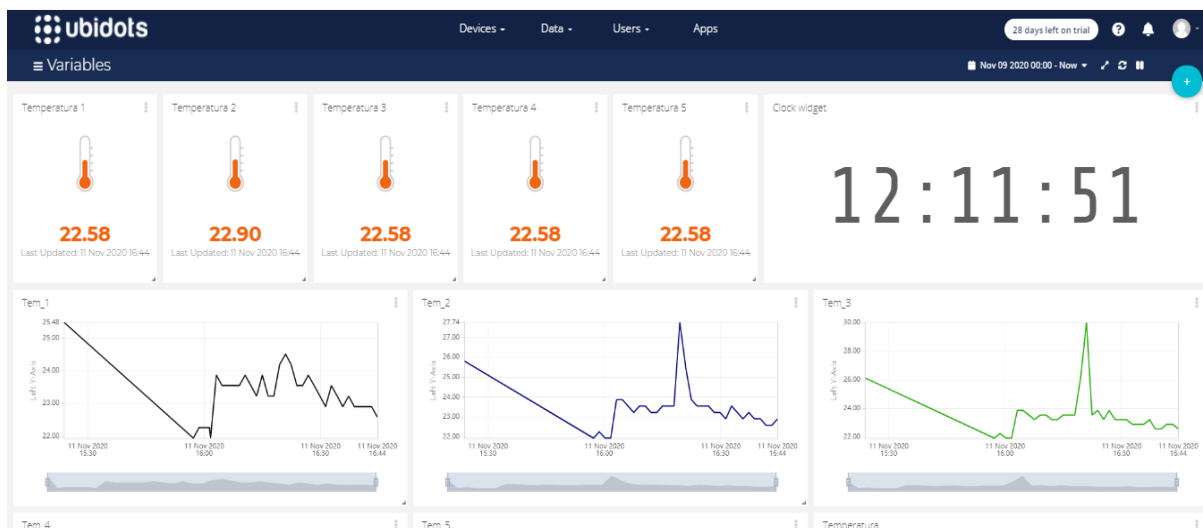 ubidots
Devices
Data
Users
Apps
28 days left on trial
?
Variables
Nov 09 2020 00:00 - Now
+
Temperatura 1
Temperatura 2
Temperatura 3
Temperatura 4
Temperatura 5
Clock widget
22.58
22.90
22.58
22.58
22.58
Last Updated: 11 Nov 2020 16:44
Last Updated: 11 Nov 2020 16:44
Last Updated: 11 Nov 2020 16:44
Last Updated: 11 Nov 2020 16:44
Last Updated: 11 Nov 2020 16:44
12:11:51
Tem_1
25.48
25.00
24.00
23.00
22.00
Left Y-Axis
11 Nov 2020
15:30
11 Nov 2020
16:00
11 Nov 2020
16:30
11 Nov 2020
16:44
Tem_2
27.74
27.00
26.00
25.00
24.00
23.00
22.00
Left Y-Axis
11 Nov 2020
15:30
11 Nov 2020
16:00
11 Nov 2020
16:30
11 Nov 2020
16:44
Tem_3
30.00
28.00
26.00
24.00
22.00
Left Y-Axis
11 Nov 2020
15:30
11 Nov 2020
16:00
11 Nov 2020
16:30
11 Nov 2020
16:44
Tem_4
Tem_5
Temperatura